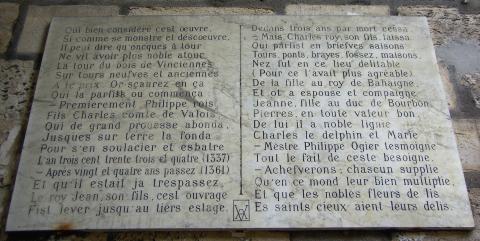 Qui bien considère cest œuvre,
Si comme se monstre et descoeuvre,
Il peut dire qu'oncques à tour
Ne vit avoir plus noble atour.
La tour du bois de Vinciennes
Sur tours neufves et anciennes
A le prix. Or sçaurez en ça
Qui la parfist ou commença
– Premierement Philippe rois
Fils Charles comte de Valois
Qui de grand prouesse abonda,
Jusques sur terre la fonda
Pour s'en soulacier et esbatre
L'an trois cent trente trois et quatre (1337)
– Après vingt et quatre ans passez (1361)
Et qu'il estait ja trespassez,
Le roy Jean, son fils, cest ouvrage
Fist lever jusqu'au tiers estage.
Dedans trois ans par mort cessa.
– Mais Charles roy, son fils, laissa
Qui parfist en briefves saisons
Tours, ponts, brayes, fossez, maisons
Nez fut en ce lieu delitable
(Pour ce l'avait plus agréable)
De la fille au roy de Bahaigne
Et ot a espouse et compaigne
Jeanne, fille au duc de Bourbon
Pierres, en toute valeur bon.
De lui il a noble lignie
Charles le delphin et Marie
– Mestre Philippe Ogier tesmoigne
Tout le fait de ceste besoigne.
– Acheſverons; chascun supplie
Qu'en ce mond leur bien multiplie,
Et que les nobles fleurs de lis
Es saints cieux aient leurs delis.